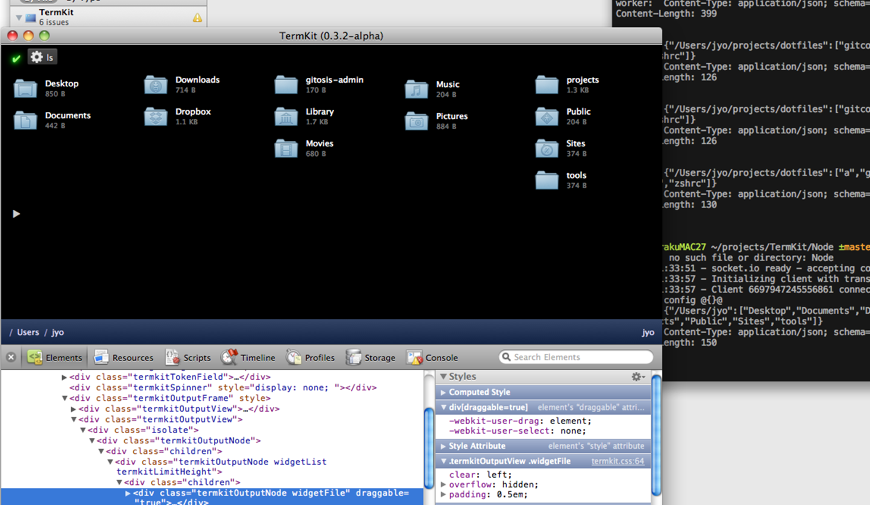 TermKit
6 issues
TermKit (0.3.2-alpha)
ls
Desktop
850 B
Downloads
714 B
gitosis-admin
170 B
Music
204 B
projects
1.3 KB
Documents
442 B
Dropbox
1.1 KB
Library
1.7 KB
Pictures
884 B
Public
204 B
Movies
680 B
Sites
374 B
tools
374 B
/ Users / jyo
jyo
Elements
Resources
Scripts
Timeline
Profiles
Storage
Console
Search Elements
<div class="termkitTokenField">…</div>
<div class="termkitSpinner" style="display: none; "></div>
<div class="termkitOutputFrame" style>
<div class="termkitOutputView">…</div>
<div class="termkitOutputView">
<div class="isolate">
<div class="termkitOutputNode">
<div class="children">
<div class="termkitOutputNode widgetList
termkitLimitHeight">
<div class="children">
<div class="termkitOutputNode widgetFile" draggable=
"true">…</div>
Styles
Computed Style
div[draggable=true] element's "draggable" attri...
-webkit-user-drag: element;
-webkit-user-select: none;
Style Attribute element's "style" attribute
.termkitOutputView .widgetFile termkit.css:64
clear: left;
overflow: hidden;
padding: 0.5em;
worker: Content-Type: application/json; schema=
Content-Length: 399
{"/Users/jyo/projects/dotfiles":["gitco
shrc"]}
Content-Type: application/json; schema=
ength: 126
{"/Users/jyo/projects/dotfiles":["gitco
shrc"]}
Content-Type: application/json; schema=
ength: 126
{"/Users/jyo/projects/dotfiles":["a","g
,"zshrc"]}
Content-Type: application/json; schema=
ength: 130
rakuMAC27 ~/projects/TermKit/Node ±maste
no such file or directory: Node
:33:51 - socket.io ready - accepting co
:33:57 - Initializing client with trans
:33:57 - Client 6697947245556861 connec
config @{}@
{"/Users/jyo":["Desktop","Documents","D
cts","Public","Sites","tools"]}
Content-Type: application/json; schema=
ength: 150